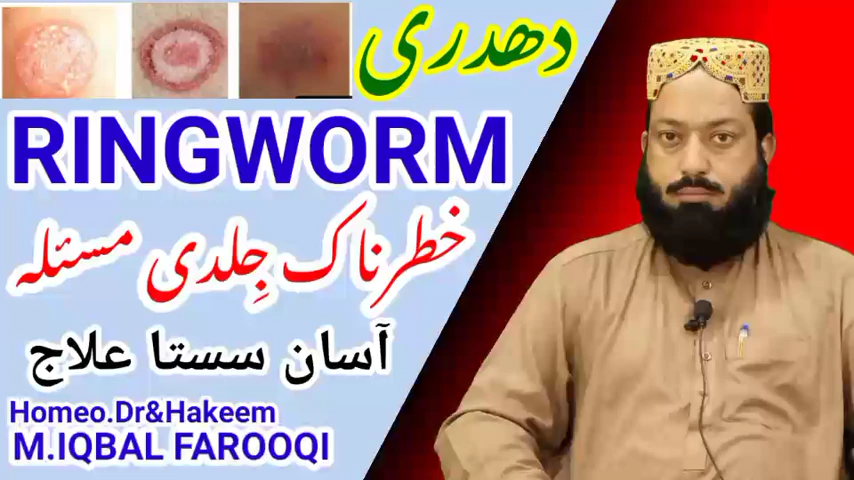 دھدری
RINGWORM
خطرناک جِلدی مسئلہ
آسان سستا علاج
Homeo.Dr&Hakeem
M.IQBAL FAROOQI